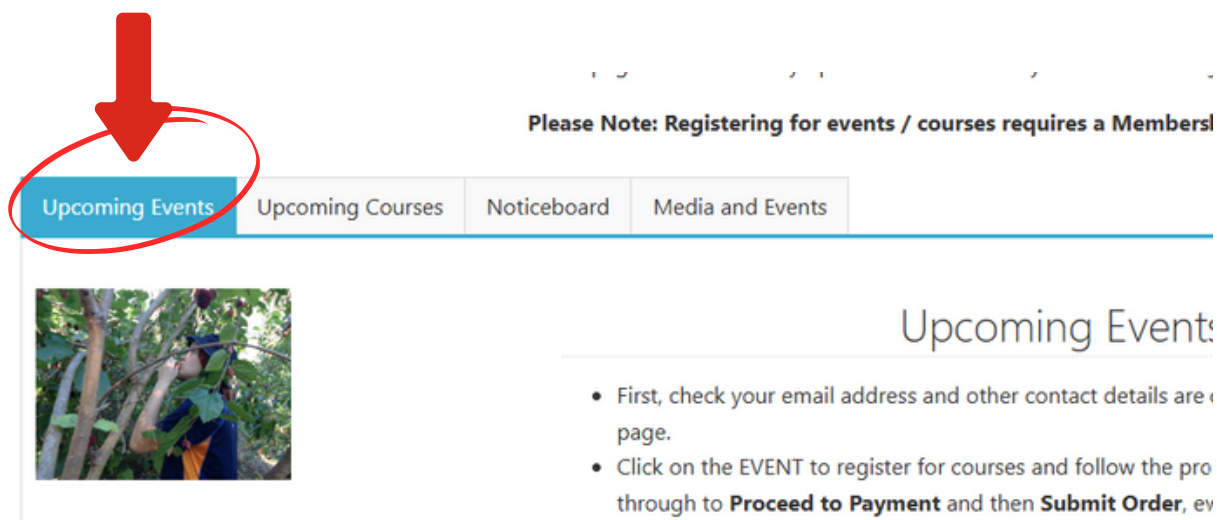 Please Note: Registering for events / courses requires a
Upcoming Events
Upcoming Courses
Noticeboard
Media and Events
Upcoming Events
First, check your email address and other contact details are
page.
Click on the EVENT to register for courses and follow the
through to Proceed to Payment and then Submit Order,